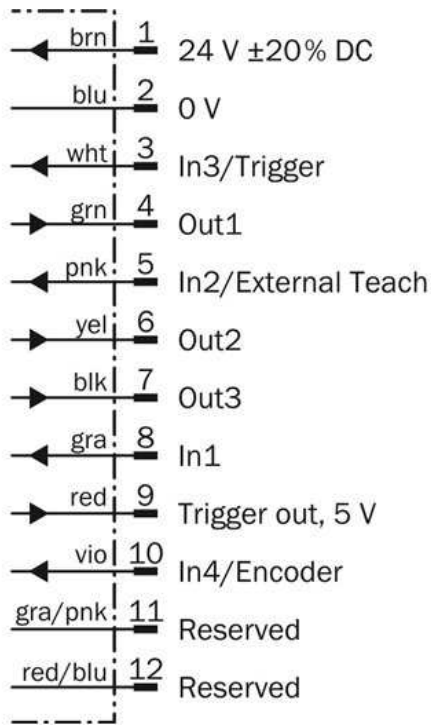 brn 1 24 V ±20% DC
blu 2 0 V
wht 3 In3/Trigger
grn 4 Out1
pnk 5 In2/External Teach
yel 6 Out2
blk 7 Out3
gra 8 In1
red 9 Trigger out, 5 V
vio 10 In4/Encoder
gra/pnk 11 Reserved
red/blu 12 Reserved